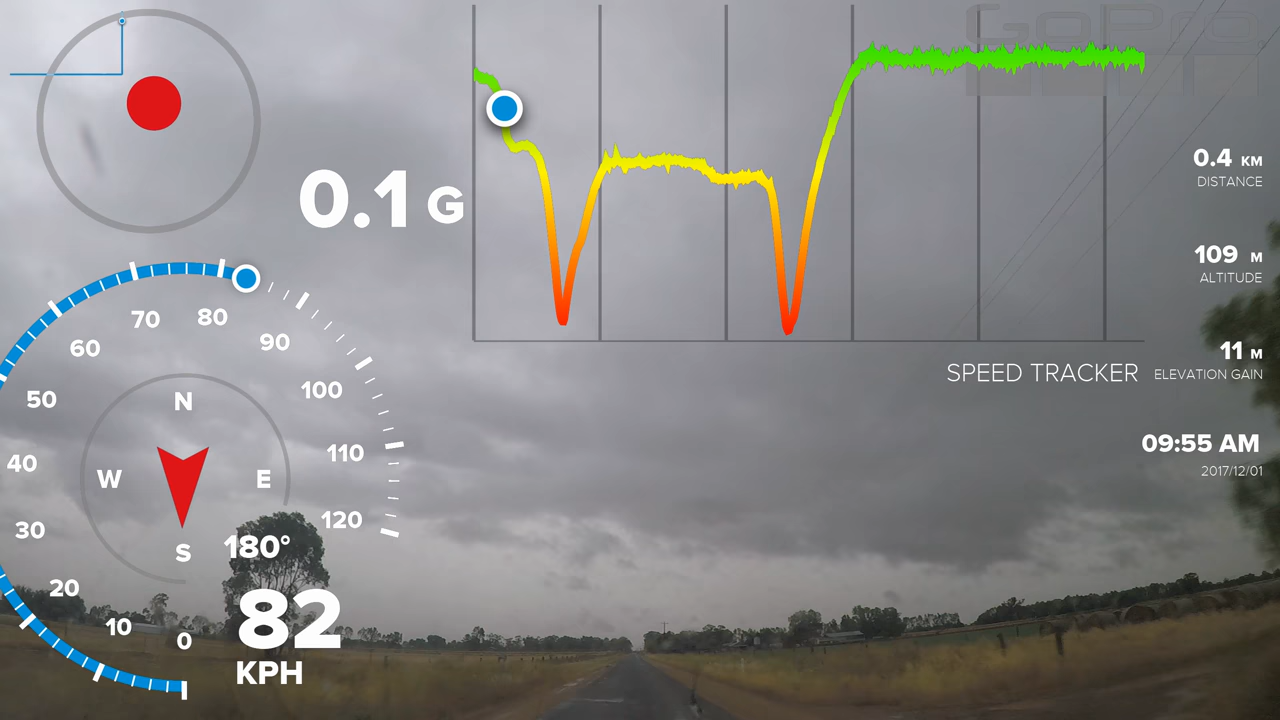 GoPro
0.1 G
0.4 KM
DISTANCE
109 M
ALTITUDE
11 M
ELEVATION GAIN
SPEED TRACKER
09:55 AM
2017/12/01
0
10
20
30
40
50
60
70
80
90
100
110
120
N
W
E
S
180°
82
KPH